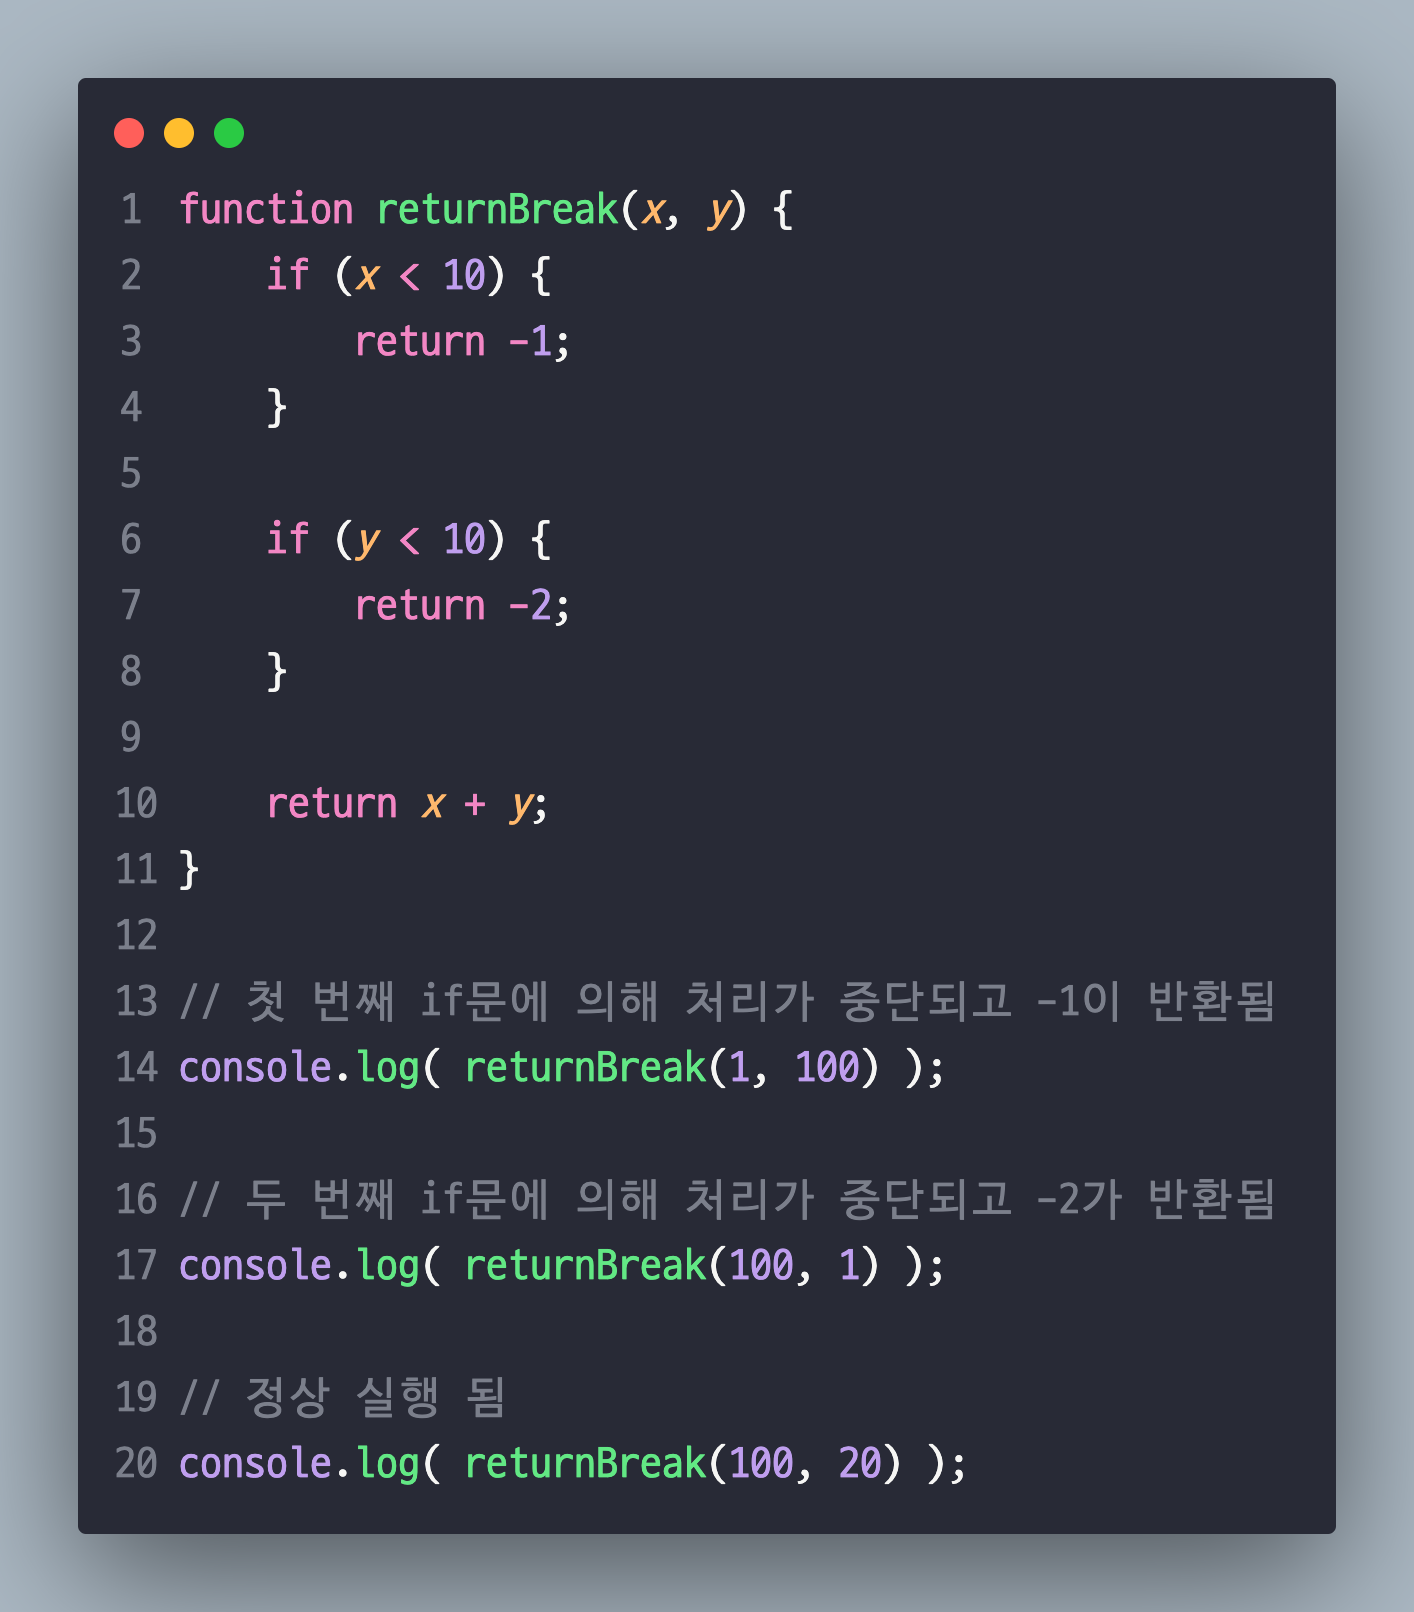 1 function returnBreak(x, y) {
2     if (x < 10) {
3         return -1;
4     }
5
6     if (y < 10) {
7         return -2;
8     }
9
10     return x + y;
11 }
12
13 // 첫 번째 if문에 의해 처리가 중단되고 -1이 반환됨
14 console.log( returnBreak(1, 100) );
15
16 // 두 번째 if문에 의해 처리가 중단되고 -2가 반환됨
17 console.log( returnBreak(100, 1) );
18
19 // 정상 실행 됨
20 console.log( returnBreak(100, 20) );